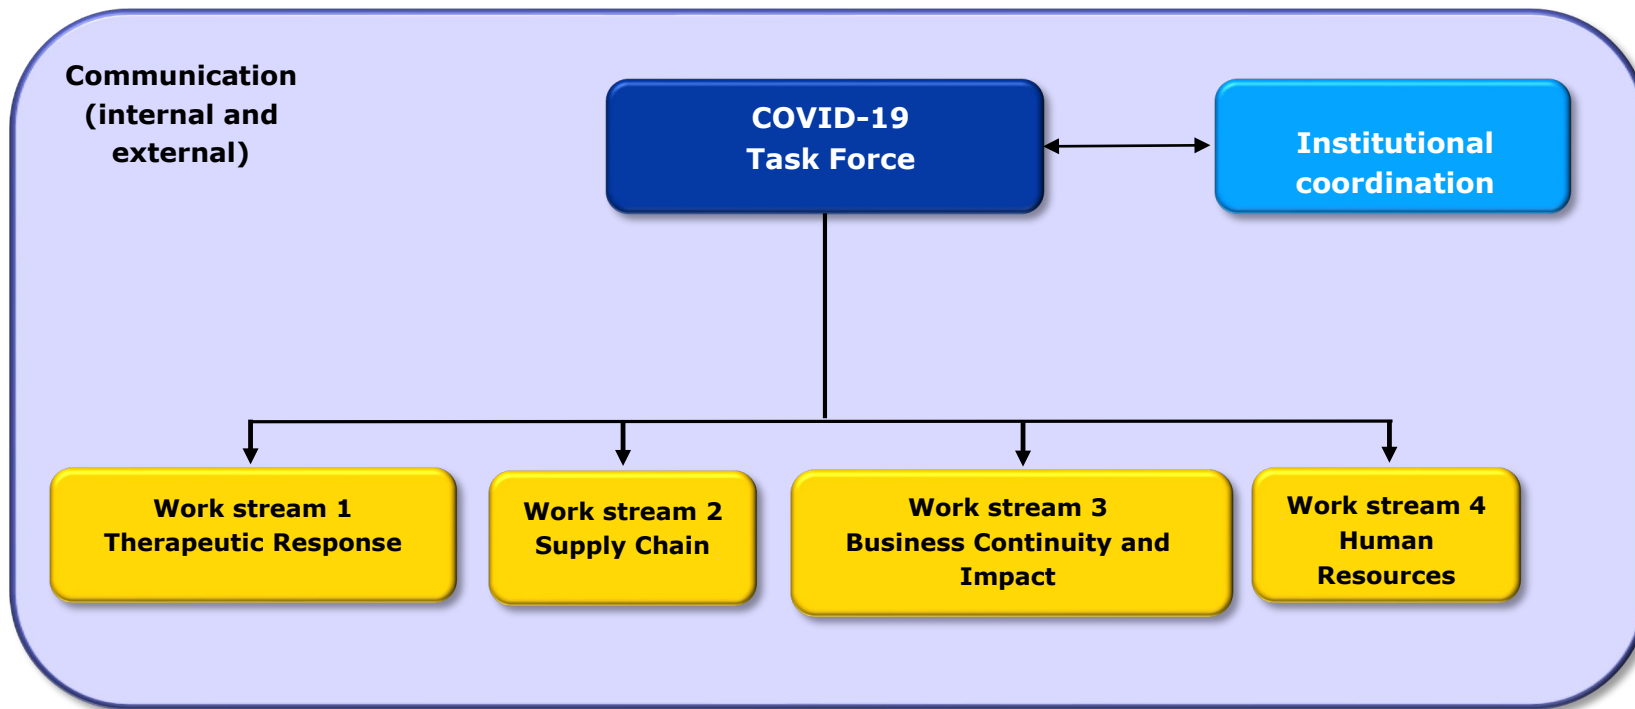 Communication
(internal and
external)
COVID-19
Task Force
Institutional
coordination
Work stream 1
Therapeutic Response
Work stream 2
Supply Chain
Work stream 3
Business Continuity and
Impact
Work stream 4
Human
Resources